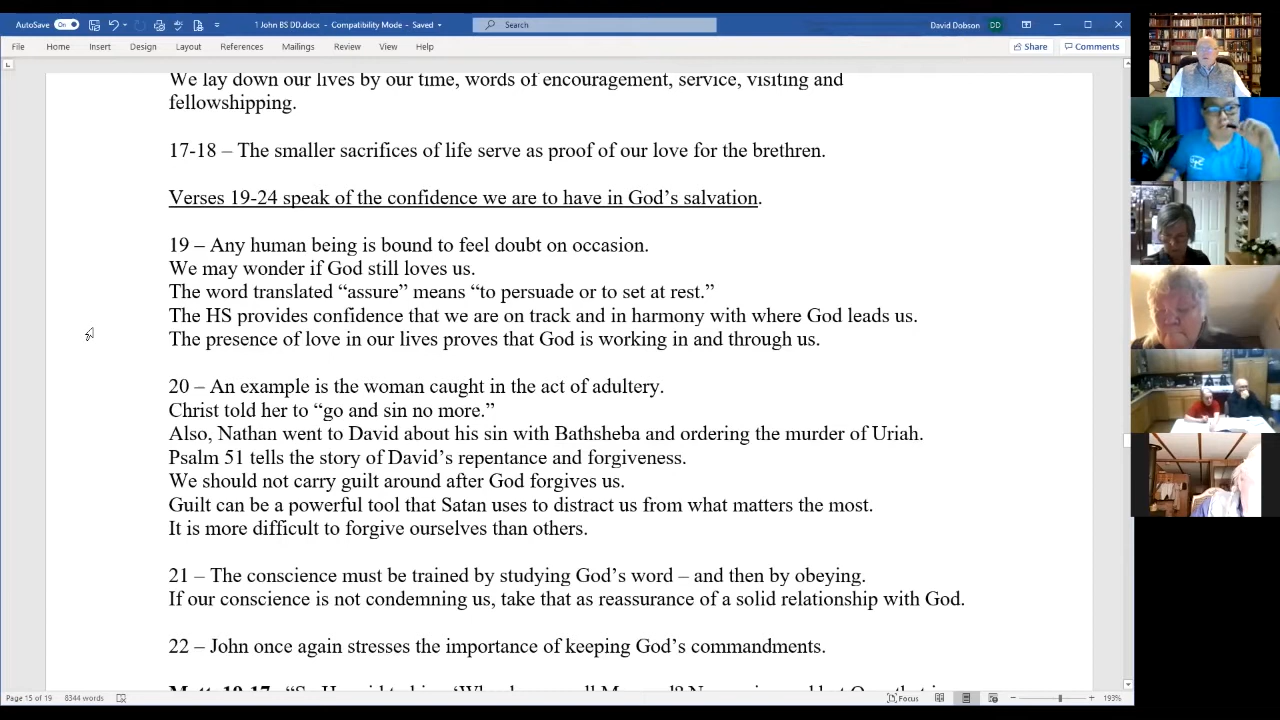 AutoSave On 1 John BS DD.docx - Compatibility Mode - Saved Search David Dobson DD
File Home Insert Design Layout References Mailings Review View Help Share Comments
We lay down our lives by our time, words of encouragement, service, visiting and
fellowshipping.
17-18 – The smaller sacrifices of life serve as proof of our love for the brethren.
Verses 19-24 speak of the confidence we are to have in God’s salvation.
19 – Any human being is bound to feel doubt on occasion.
We may wonder if God still loves us.
The word translated “assure” means “to persuade or to set at rest.”
The HS provides confidence that we are on track and in harmony with where God leads us.
The presence of love in our lives proves that God is working in and through us.
20 – An example is the woman caught in the act of adultery.
Christ told her to “go and sin no more.”
Also, Nathan went to David about his sin with Bathsheba and ordering the murder of Uriah.
Psalm 51 tells the story of David’s repentance and forgiveness.
We should not carry guilt around after God forgives us.
Guilt can be a powerful tool that Satan uses to distract us from what matters the most.
It is more difficult to forgive ourselves than others.
21 – The conscience must be trained by studying God’s word – and then by obeying.
If our conscience is not condemning us, take that as reassurance of a solid relationship with God.
22 – John once again stresses the importance of keeping God’s commandments.
Page 15 of 19 8344 words Focus 193%